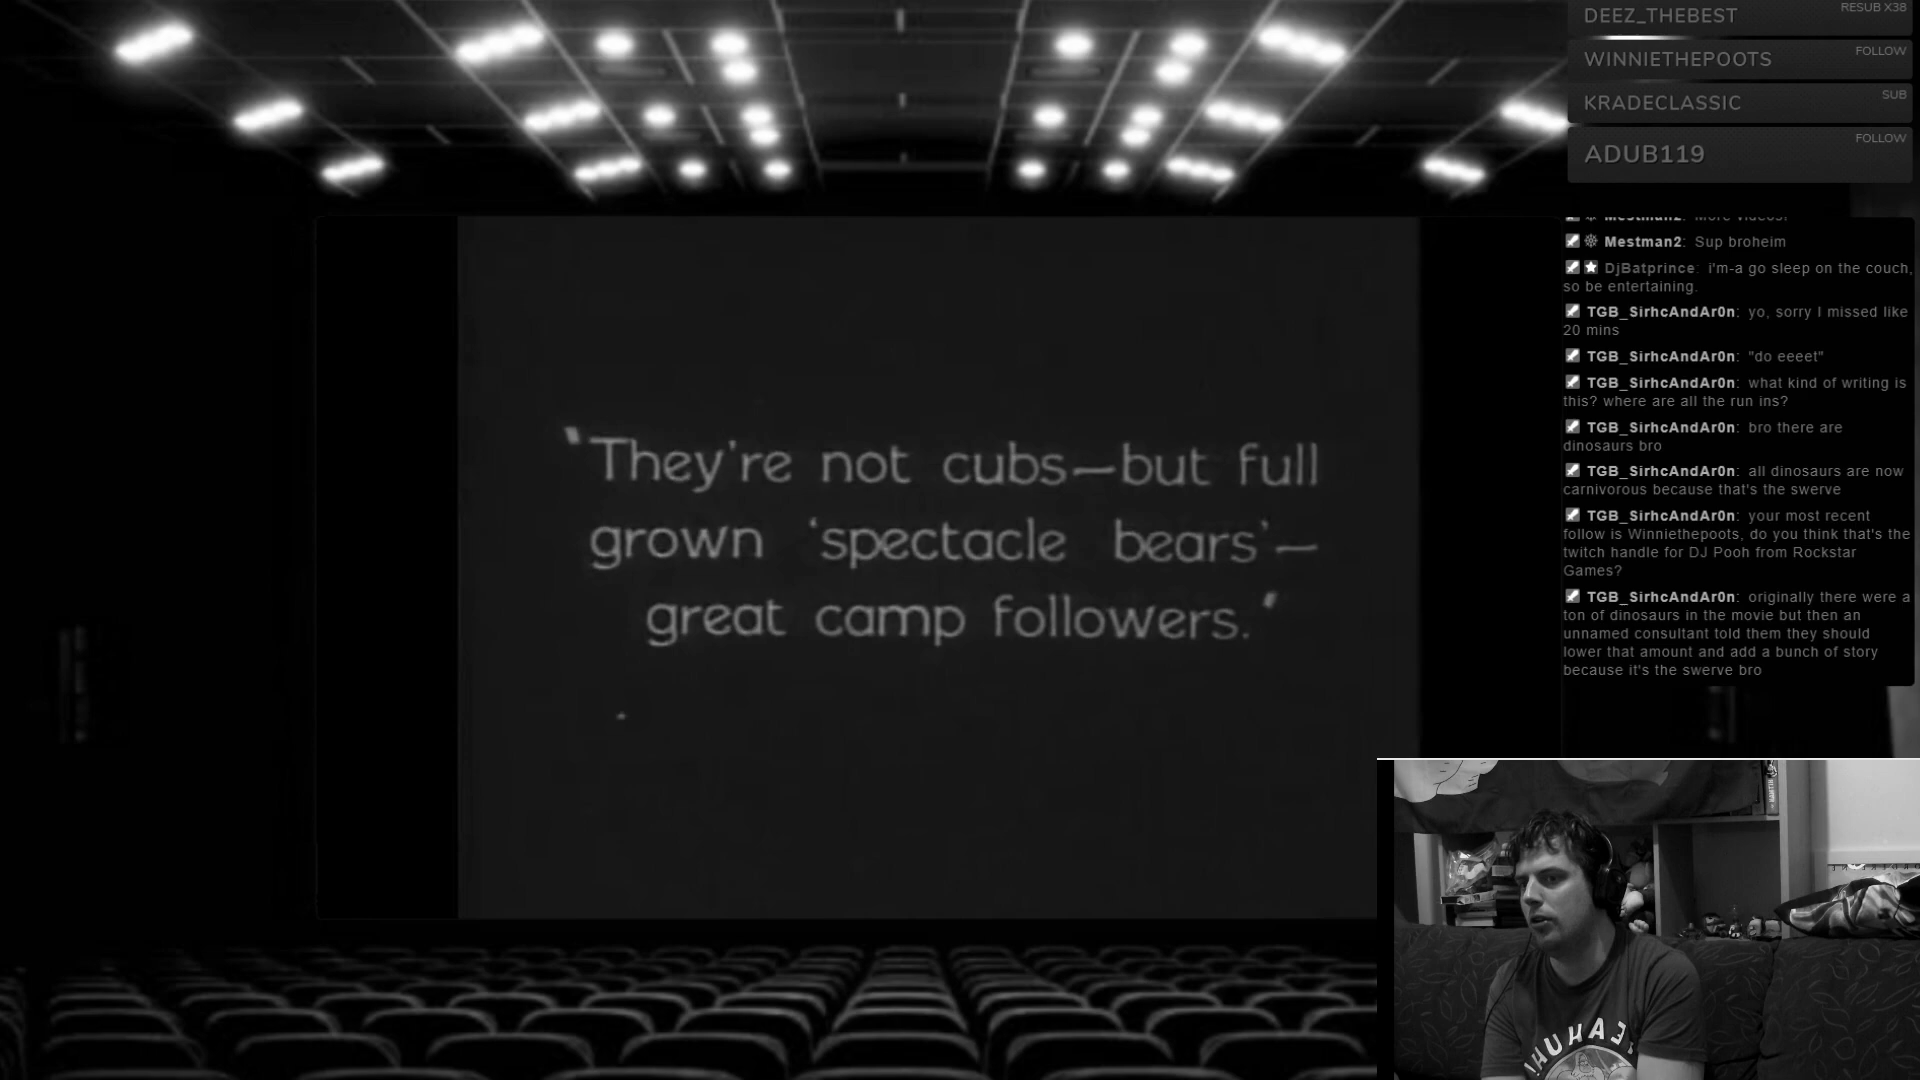 DEEZ_THEBEST RESUB X38
WINNIETHEPOOTS FOLLOW
KRADECLASSIC SUB
ADUB119 FOLLOW
Mestman2: More videos!
Mestman2: Sup broheim
DjBatprince: i'm-a go sleep on the couch,
so be entertaining.
TGB_SirhcAndAr0n: yo, sorry I missed like
20 mins
TGB_SirhcAndAr0n: "do eeeet"
TGB_SirhcAndAr0n: what kind of writing is
this? where are all the run ins?
TGB_SirhcAndAr0n: bro there are
dinosaurs bro
TGB_SirhcAndAr0n: all dinosaurs are now
carnivorous because that's the swerve
TGB_SirhcAndAr0n: your most recent
follow is Winniethepoots, do you think that's the
twitch handle for DJ Pooh from Rockstar
Games?
TGB_SirhcAndAr0n: originally there were a
ton of dinosaurs in the movie but then an
unnamed consultant told them they should
lower that amount and add a bunch of story
because it's the swerve bro
'They're not cubs—but full
grown 'spectacle bears'—
great camp followers.'